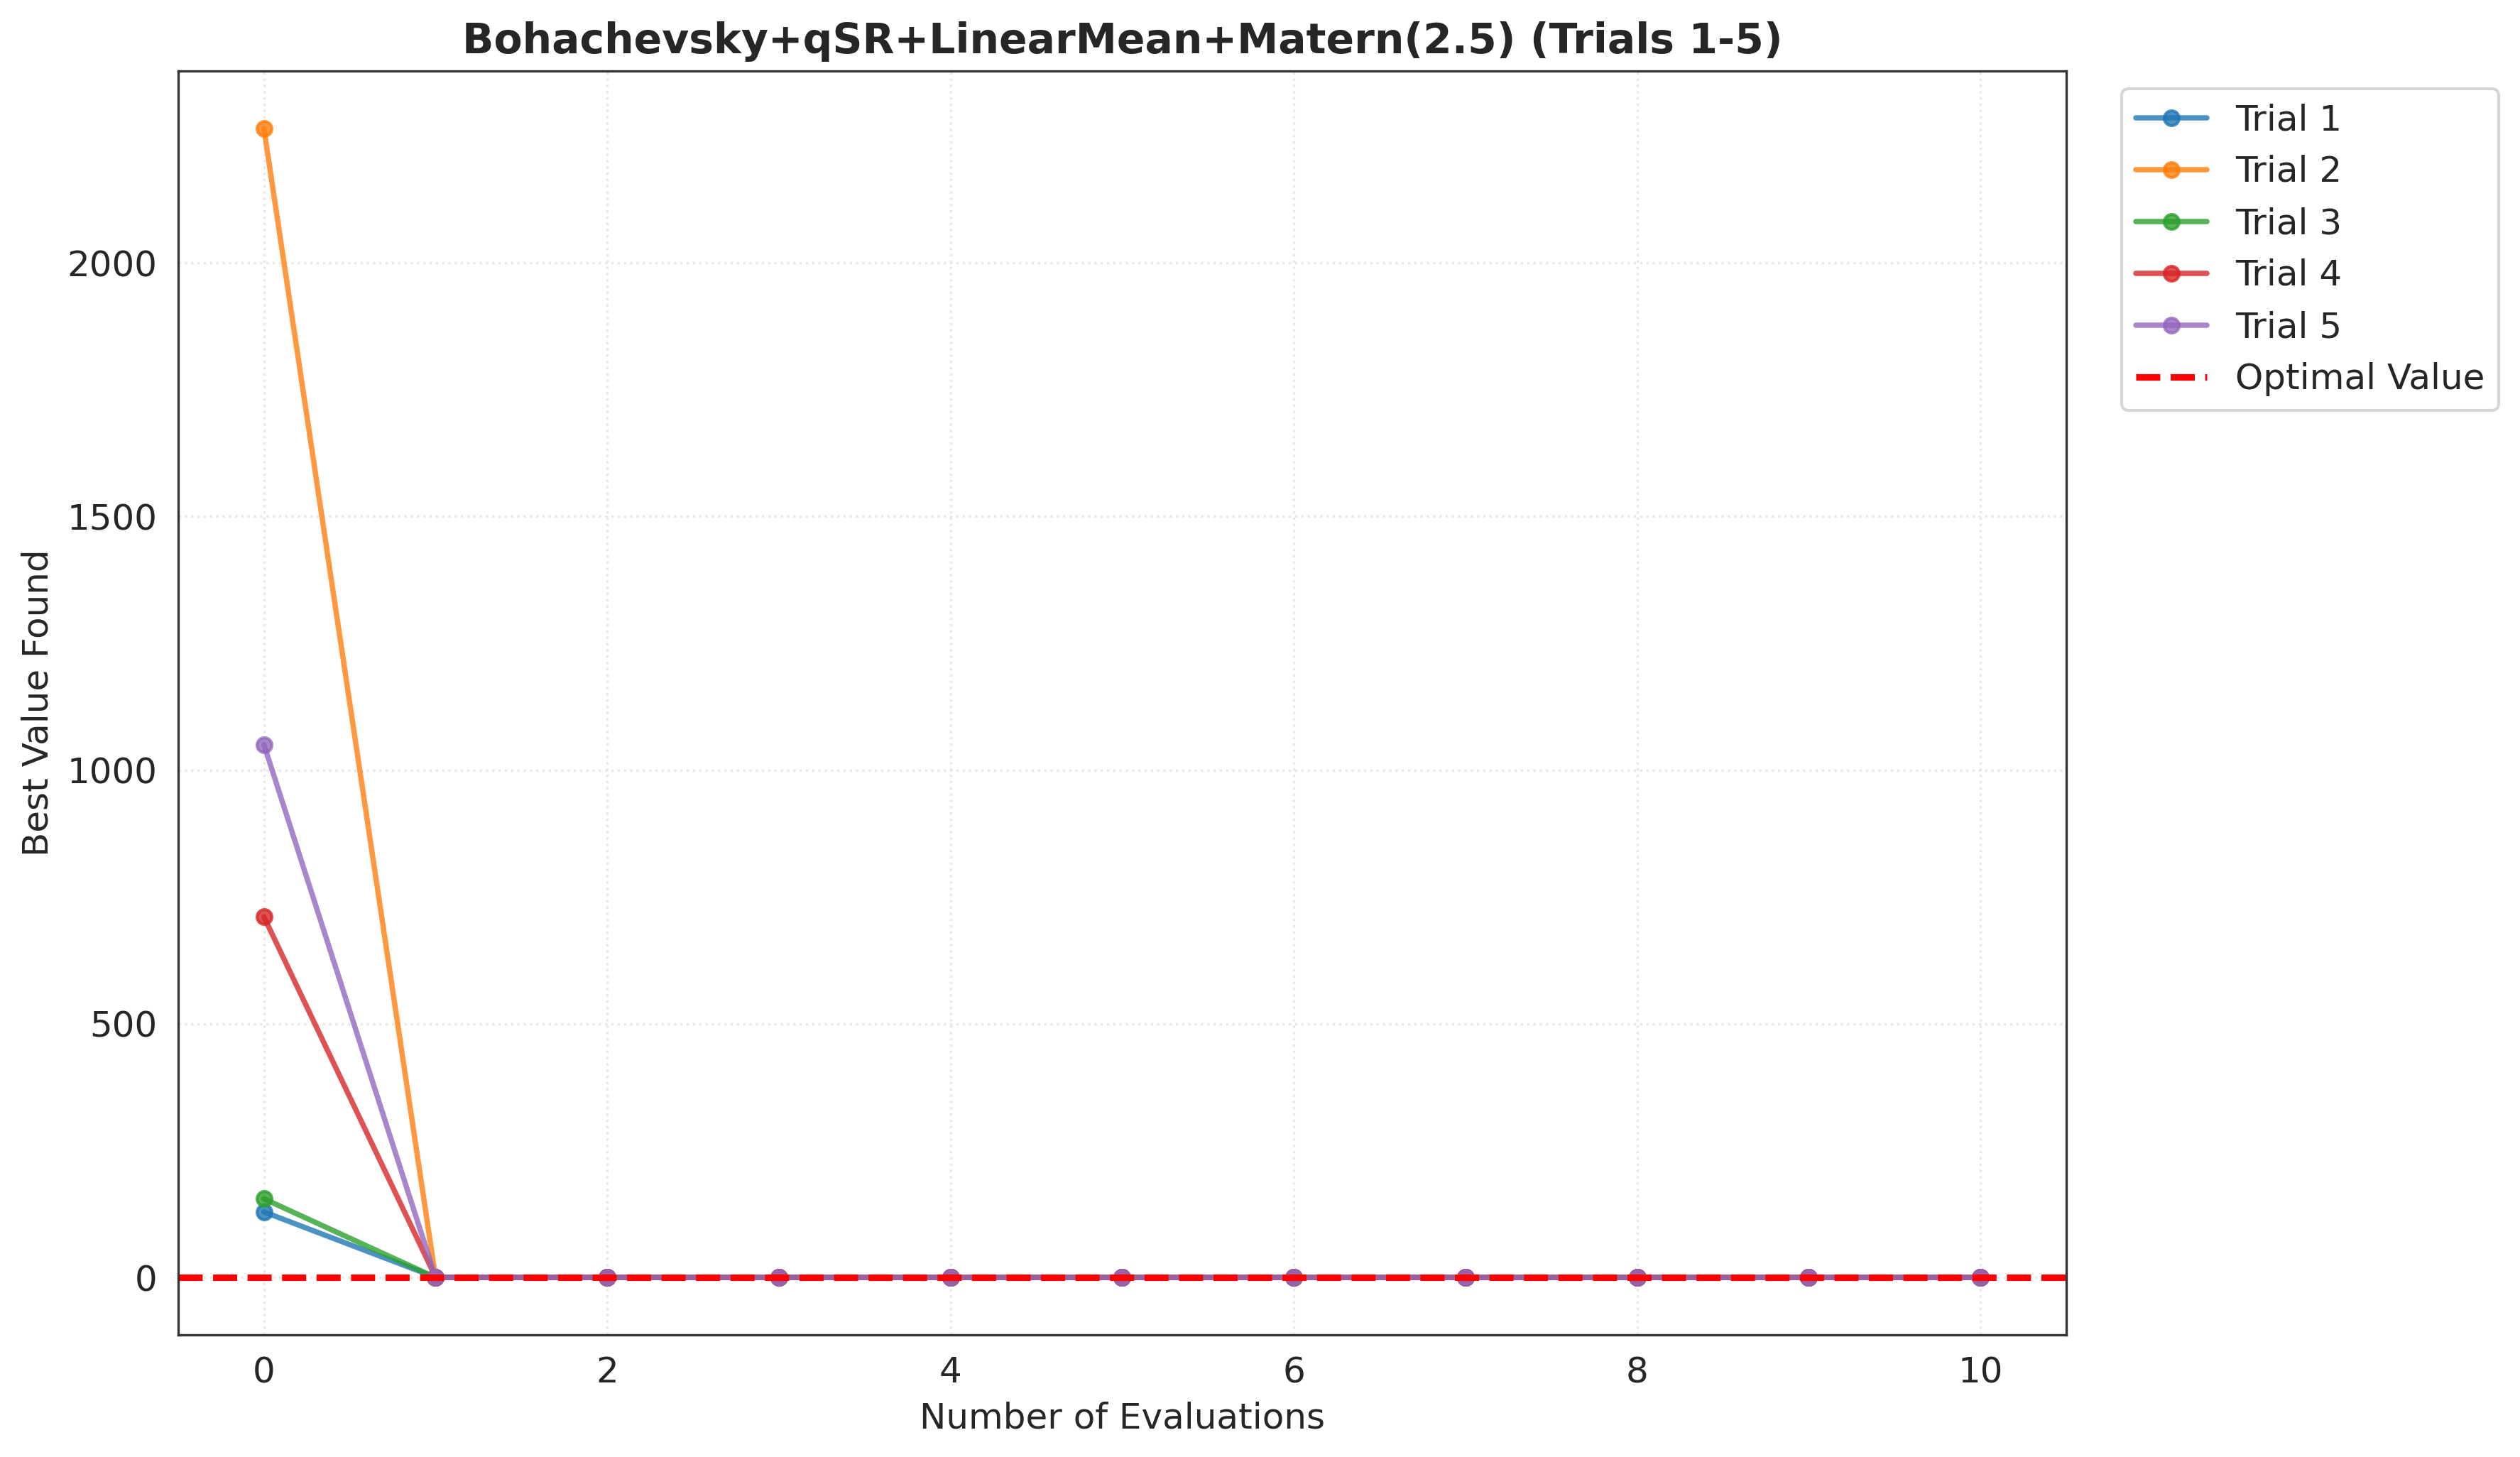 Bohachevsky+qSR+LinearMean+Matern(2.5) (Trials 1-5)
Trial 1
Trial 2
Trial 3
Trial 4
Trial 5
Optimal Value
Best Value Found
2000
1500
1000
500
0
0 2 4 6 8 10
Number of Evaluations